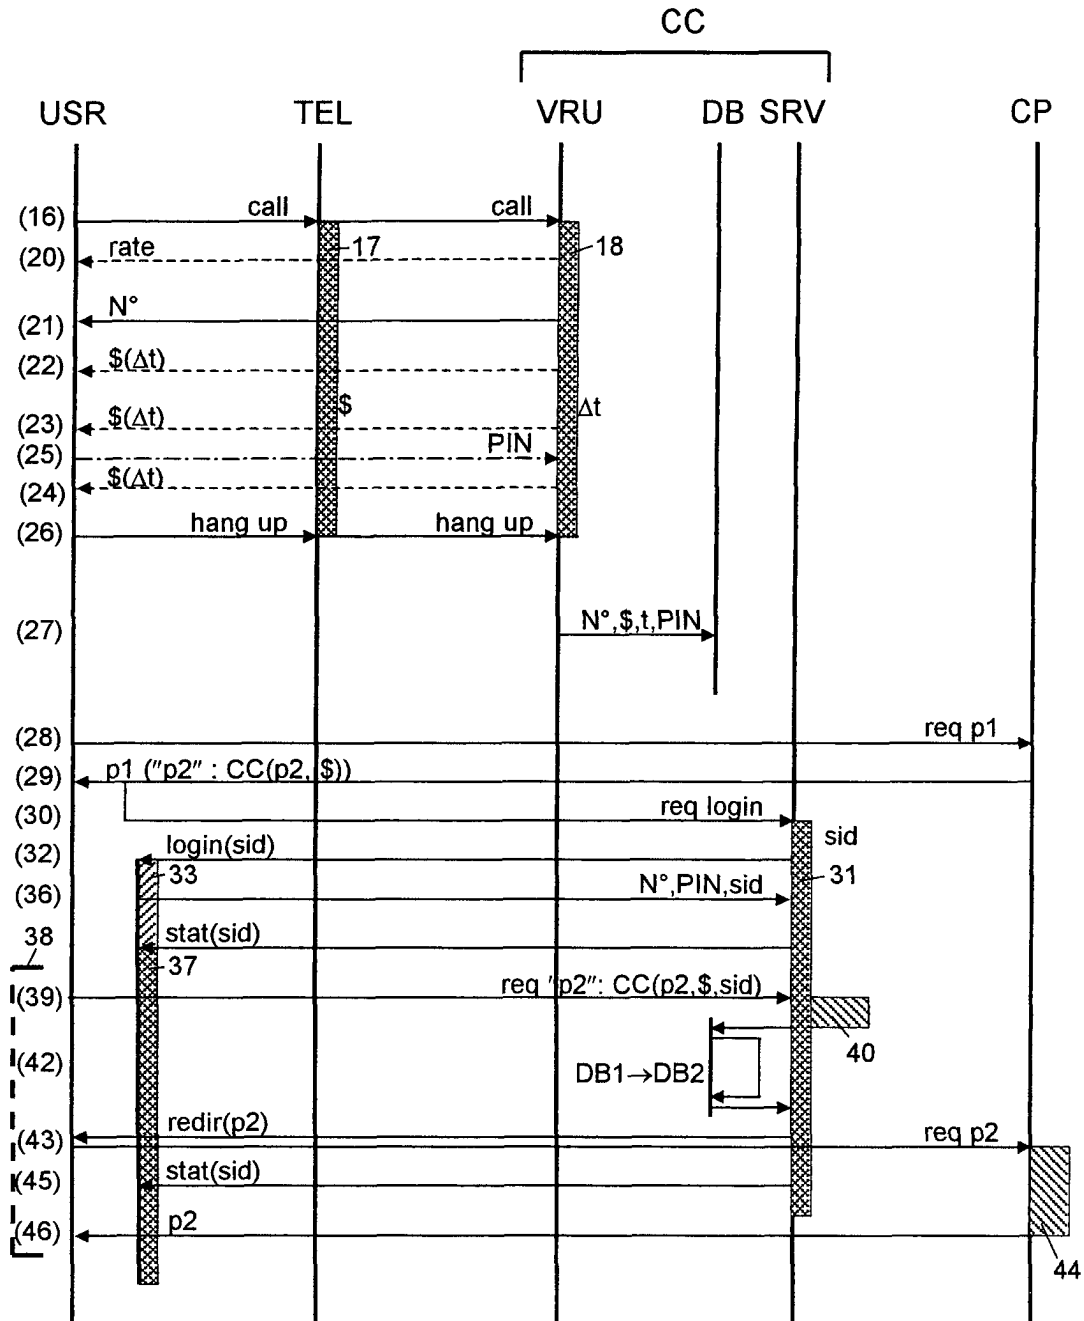 CC
USR TEL VRU DB SRV CP
(16) call call
(20) rate 17 18
(21) N°
(22) $(Δt)
$ Δt
(23) $(Δt)
(25) PIN
(24) $(Δt)
(26) hang up hang up
(27) N°,$,t,PIN
(28) req p1
(29) p1 ("p2" : CC(p2, $))
(30) req login
sid
(32) login(sid)
33 31
(36) N°,PIN,sid
38 stat(sid)
37
(39) req "p2": CC(p2,$,sid)
40
(42) DB1→DB2
redir(p2)
(43) req p2
(45) stat(sid)
(46) p2
44